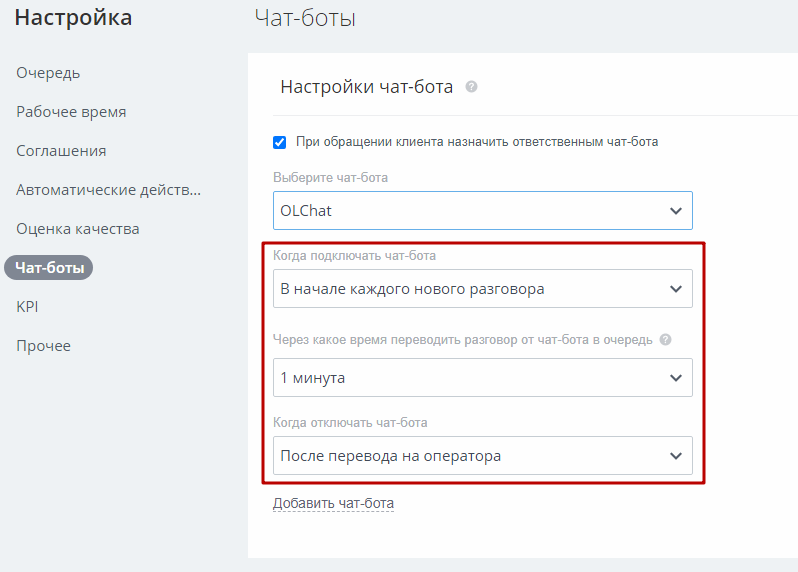 Настройка
Чат-боты
Очередь
Рабочее время
Соглашения
Автоматические действ...
Оценка качества
Чат-боты
KPI
Прочее
Настройки чат-бота ?
При обращении клиента назначить ответственным чат-бота
Выберите чат-бота
OLChat
Когда подключать чат-бота
В начале каждого нового разговора
Через какое время переводить разговор от чат-бота в очередь ?
1 минута
Когда отключать чат-бота
После перевода на оператора
Добавить чат-бота